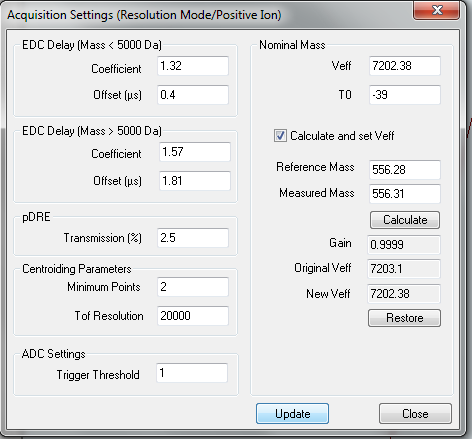 Acquisition Settings (Resolution Mode/Positive Ion)
EDC Delay (Mass < 5000 Da)
Coefficient 1.32
Offset (µs) 0.4
EDC Delay (Mass > 5000 Da)
Coefficient 1.57
Offset (µs) 1.81
pDRE
Transmission (%) 2.5
Centroiding Parameters
Minimum Points 2
Tof Resolution 20000
ADC Settings
Trigger Threshold 1
Nominal Mass
Veff 7202.38
T0 -39
Calculate and set Veff
Reference Mass 556.28
Measured Mass 556.31
Calculate
Gain 0.9999
Original Veff 7203.1
New Veff 7202.38
Restore
Update Close